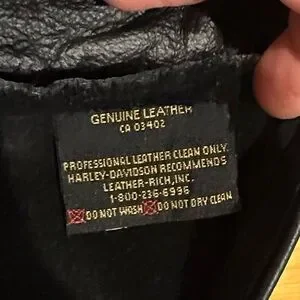 GENUINE LEATHER
CA 03402
PROFESSIONAL LEATHER CLEAN ONLY.
HARLEY-DAVIDSON RECOMMENDS
LEATHER-RICH, INC.
1-800-236-6996
DO NOT WASH DO NOT DRY CLEAN